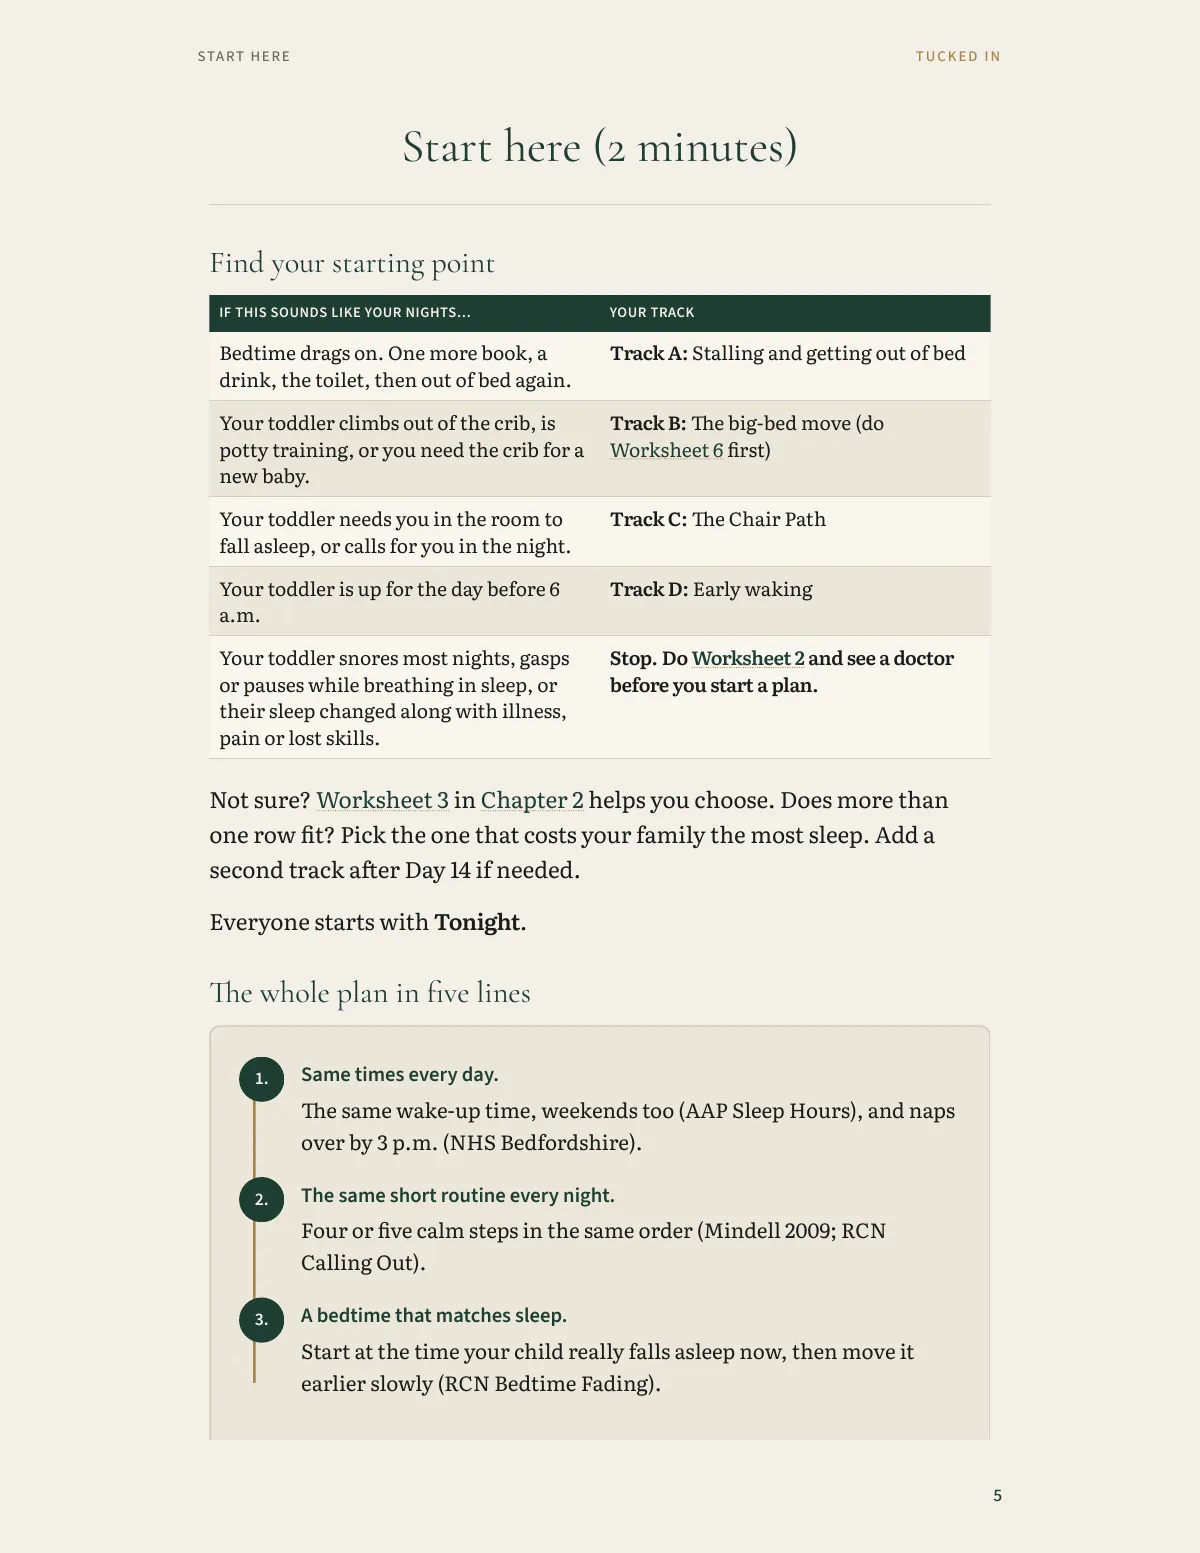 START HERE
TUCKED IN
Start here (2 minutes)
Find your starting point
IF THIS SOUNDS LIKE YOUR NIGHTS...
YOUR TRACK
Bedtime drags on. One more book, a
drink, the toilet, then out of bed again.
Track A: Stalling and getting out of bed
Your toddler climbs out of the crib, is
potty training, or you need the crib for a
new baby.
Track B: The big-bed move (do
Worksheet 6 first)
Your toddler needs you in the room to
fall asleep, or calls for you in the night.
Track C: The Chair Path
Your toddler is up for the day before 6
a.m.
Track D: Early waking
Your toddler snores most nights, gasps
or pauses while breathing in sleep, or
their sleep changed along with illness,
pain or lost skills.
Stop. Do Worksheet 2 and see a doctor
before you start a plan.
Not sure? Worksheet 3 in Chapter 2 helps you choose. Does more than
one row fit? Pick the one that costs your family the most sleep. Add a
second track after Day 14 if needed.
Everyone starts with Tonight.
The whole plan in five lines
1.
Same times every day.
The same wake-up time, weekends too (AAP Sleep Hours), and naps
over by 3 p.m. (NHS Bedfordshire).
2.
The same short routine every night.
Four or five calm steps in the same order (Mindell 2009; RCN
Calling Out).
3.
A bedtime that matches sleep.
Start at the time your child really falls asleep now, then move it
earlier slowly (RCN Bedtime Fading).
5